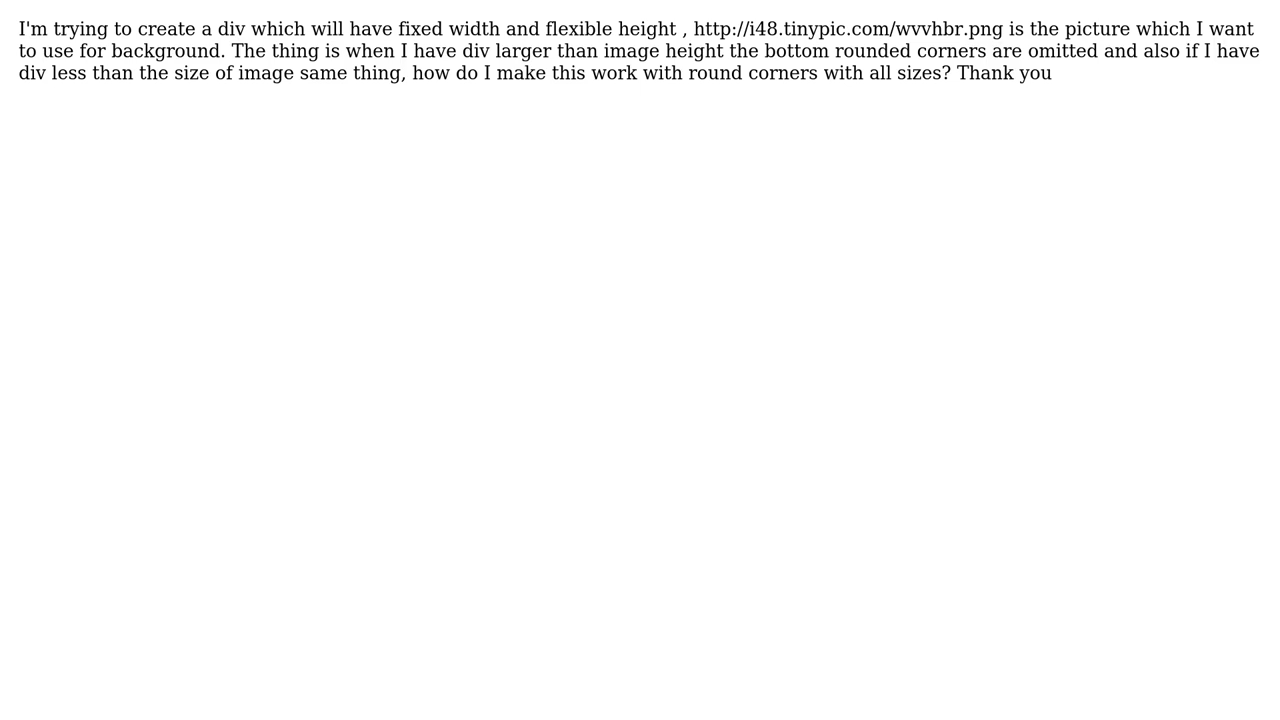 I'm trying to create a div which will have fixed width and flexible height , http://i48.tinypic.com/wvvhbr.png is the picture which I want
to use for background. The thing is when I have div larger than image height the bottom rounded corners are omitted and also if I have
div less than the size of image same thing, how do I make this work with round corners with all sizes? Thank you